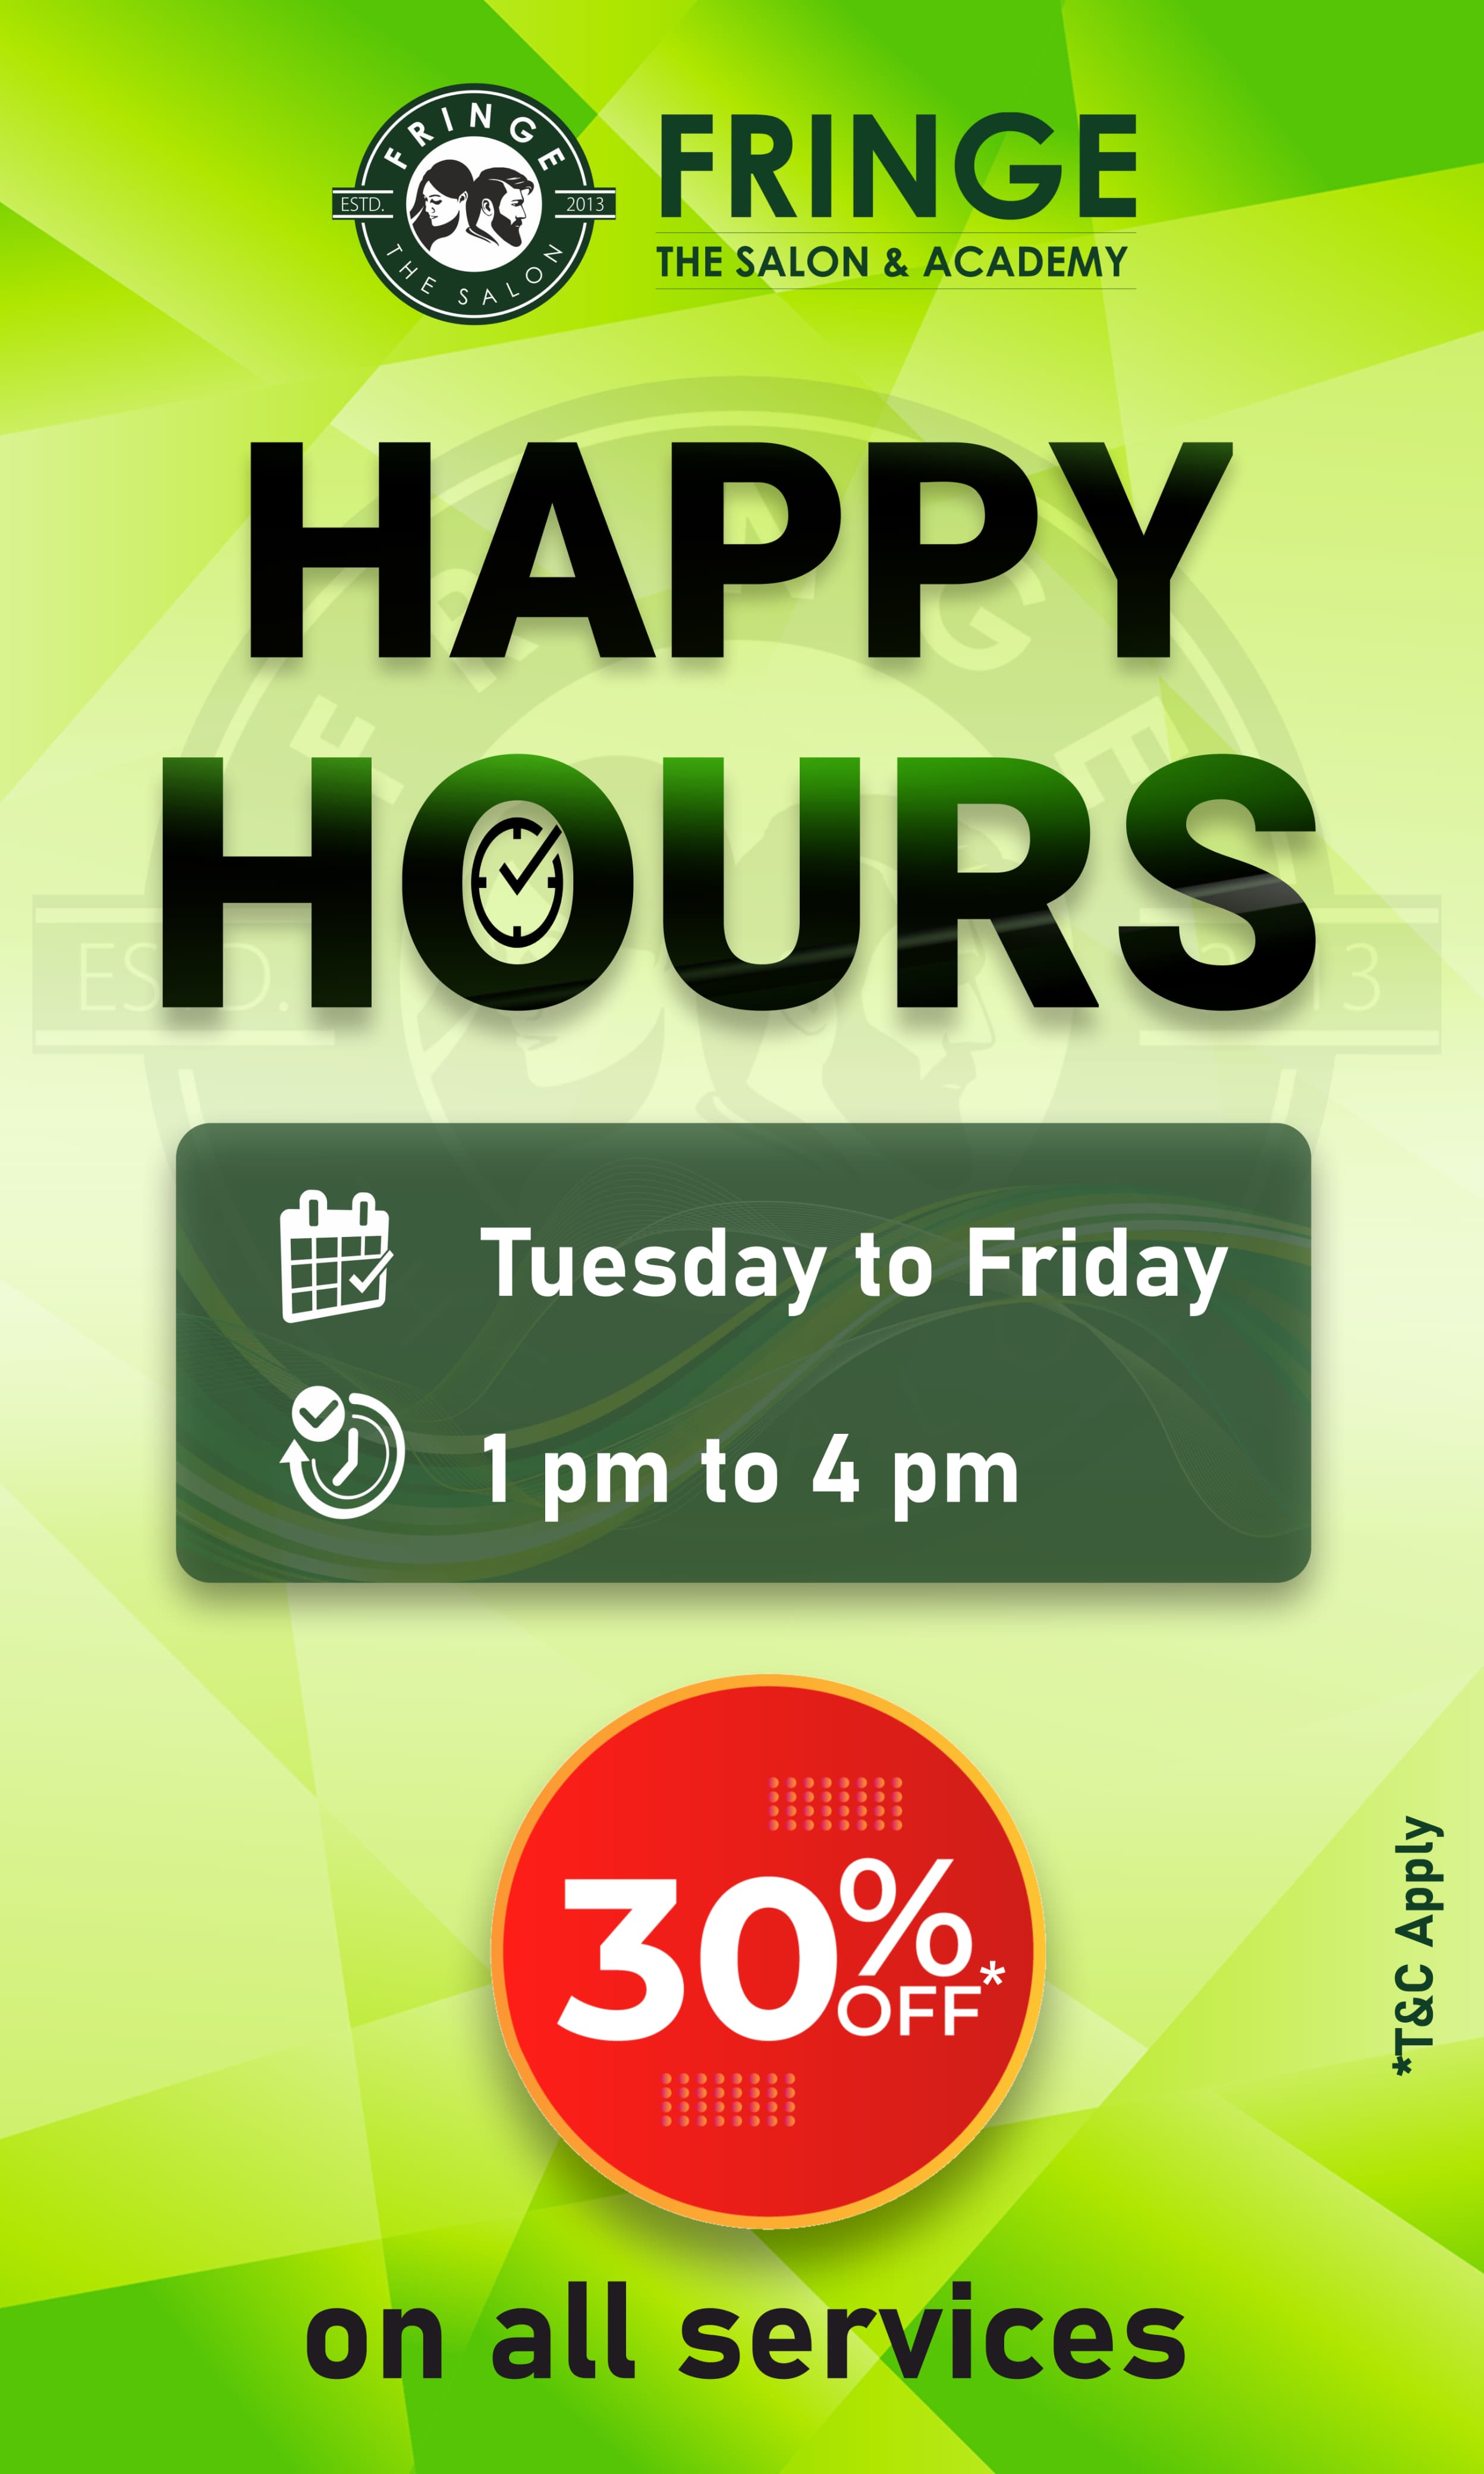 FRINGE
ESTD. 2013
THE SALON
FRINGE
THE SALON & ACADEMY
HAPPY
HOURS
Tuesday to Friday
1 pm to 4 pm
30%
OFF*
on all services
*T&C Apply